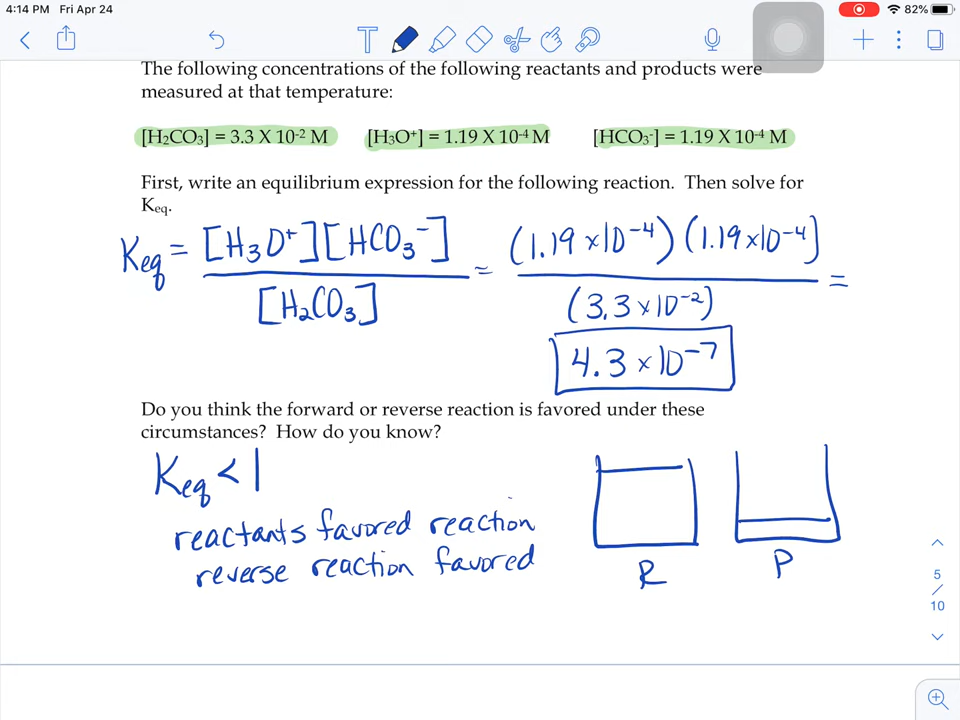 4:14 PM Fri Apr 24
82%
The following concentrations of the following reactants and products were
measured at that temperature:
[H₂CO₃] = 3.3 X 10⁻² M [H₃O⁺] = 1.19 X 10⁻⁴ M [HCO₃⁻] = 1.19 X 10⁻⁴ M
First, write an equilibrium expression for the following reaction. Then solve for
Keq.
Keq = [H₃O⁺][HCO₃⁻] = (1.19 × 10⁻⁴) (1.19 × 10⁻⁴) =
[H₂CO₃] (3.3 × 10⁻²)
4.3 × 10⁻⁷
Do you think the forward or reverse reaction is favored under these
circumstances? How do you know?
Keq < 1
reactants favored reaction
reverse reaction favored
R P
5
/
10
T